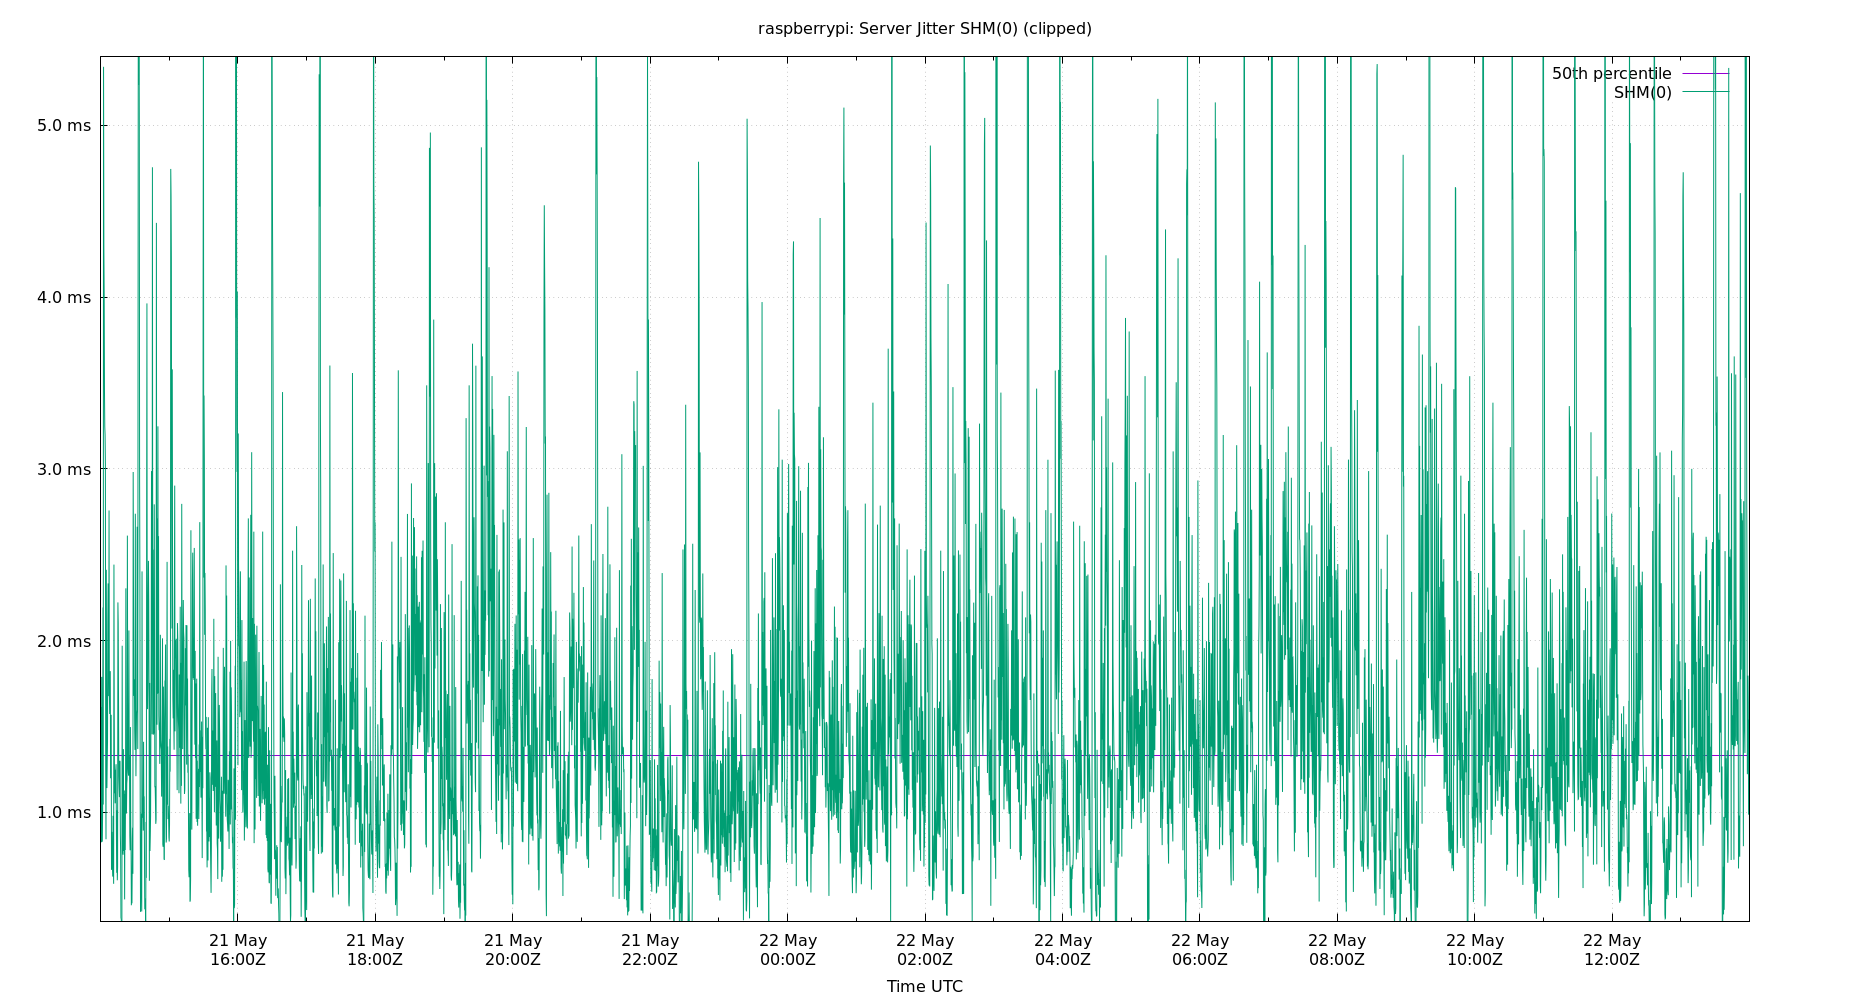 raspberrypi: Server Jitter SHM(0) (clipped)
50th percentile
SHM(0)
5.0 ms
4.0 ms
3.0 ms
2.0 ms
1.0 ms
21 May 21 May 21 May 21 May 22 May 22 May 22 May 22 May 22 May 22 May 22 May
16:00Z 18:00Z 20:00Z 22:00Z 00:00Z 02:00Z 04:00Z 06:00Z 08:00Z 10:00Z 12:00Z
Time UTC